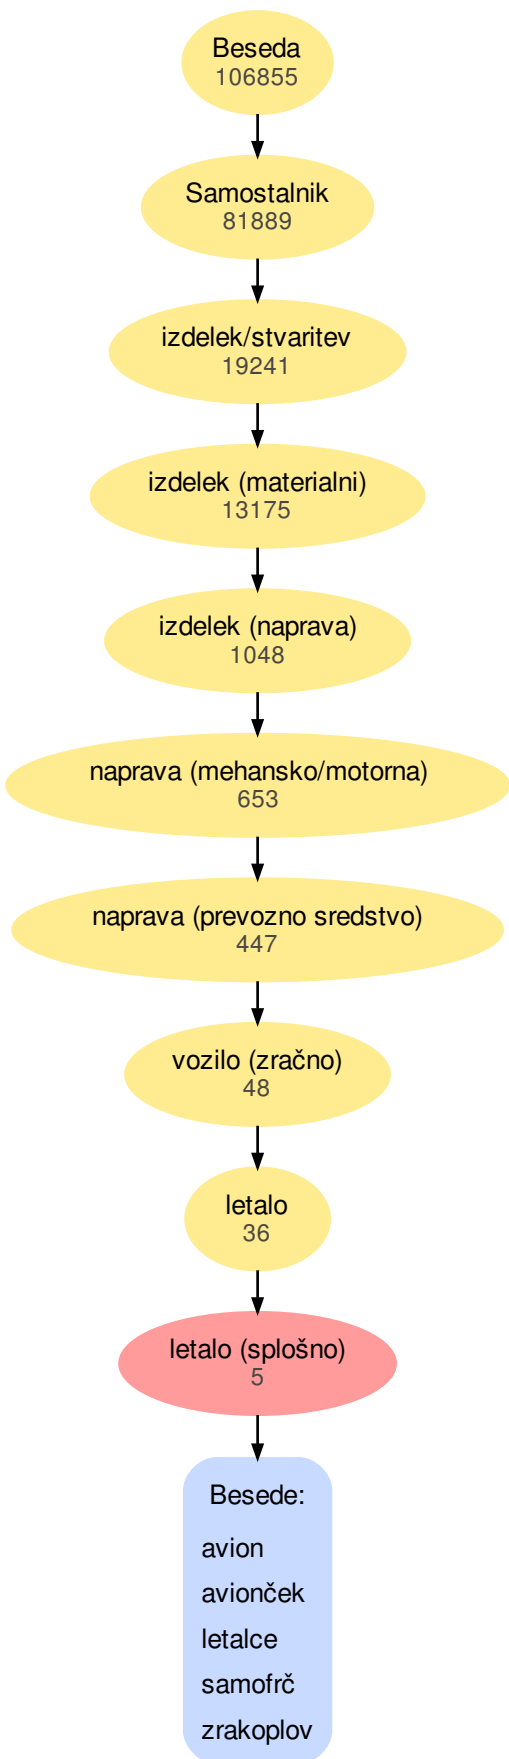 Beseda
106855
Samostalnik
81889
izdelek/stvaritev
19241
izdelek (materialni)
13175
izdelek (naprava)
1048
naprava (mehansko/motorna)
653
naprava (prevozno sredstvo)
447
vozilo (zračno)
48
letalo
36
letalo (splošno)
5
Besede:
avion
avionček
letalce
samofrč
zrakoplov